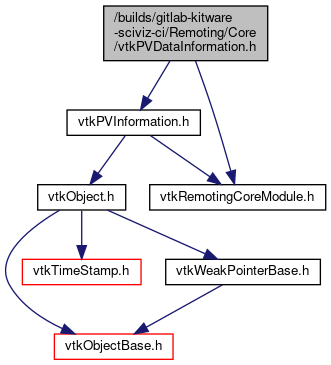 /builds/gitlab-kitware
-sciviz-ci/Remoting/Core
/vtkPVDataInformation.h
vtkPVInformation.h
vtkObject.h
vtkRemotingCoreModule.h
vtkTimeStamp.h
vtkWeakPointerBase.h
vtkObjectBase.h